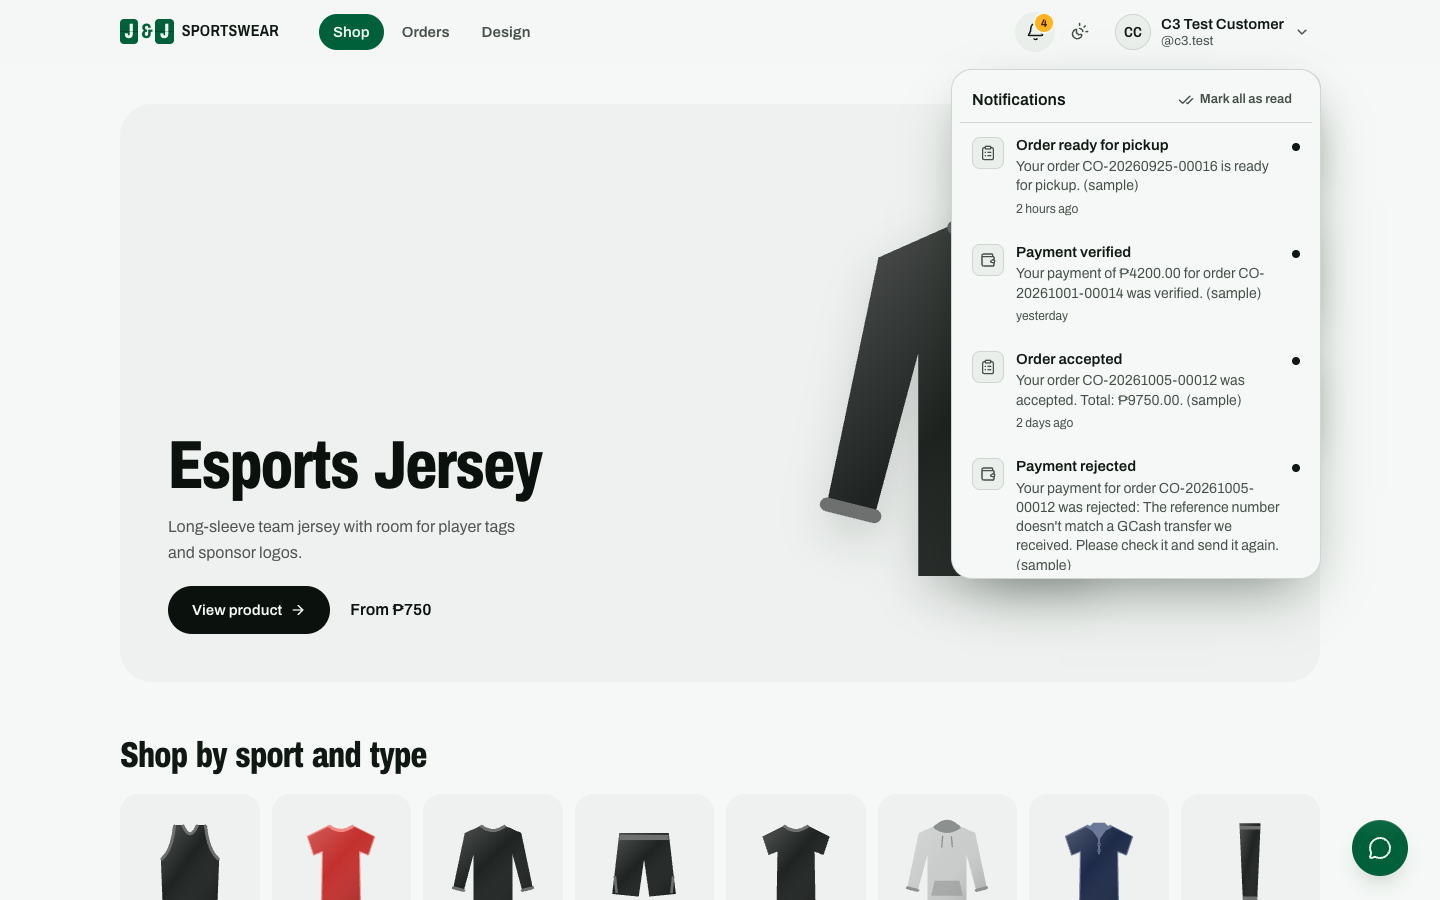 J & J SPORTSWEAR
Shop
Orders
Design
4
CC
C3 Test Customer
@c3.test
Notifications
Mark all as read
Order ready for pickup
Your order CO-20260925-00016 is ready
for pickup. (sample)
2 hours ago
Payment verified
Your payment of ₱4200.00 for order CO-
20261001-00014 was verified. (sample)
yesterday
Order accepted
Your order CO-20261005-00012 was
accepted. Total: ₱9750.00. (sample)
2 days ago
Payment rejected
Your payment for order CO-20261005-
00012 was rejected: The reference number
doesn't match a GCash transfer we
received. Please check it and send it again.
(sample)
Esports Jersey
Long-sleeve team jersey with room for player tags
and sponsor logos.
View product
From ₱750
Shop by sport and type